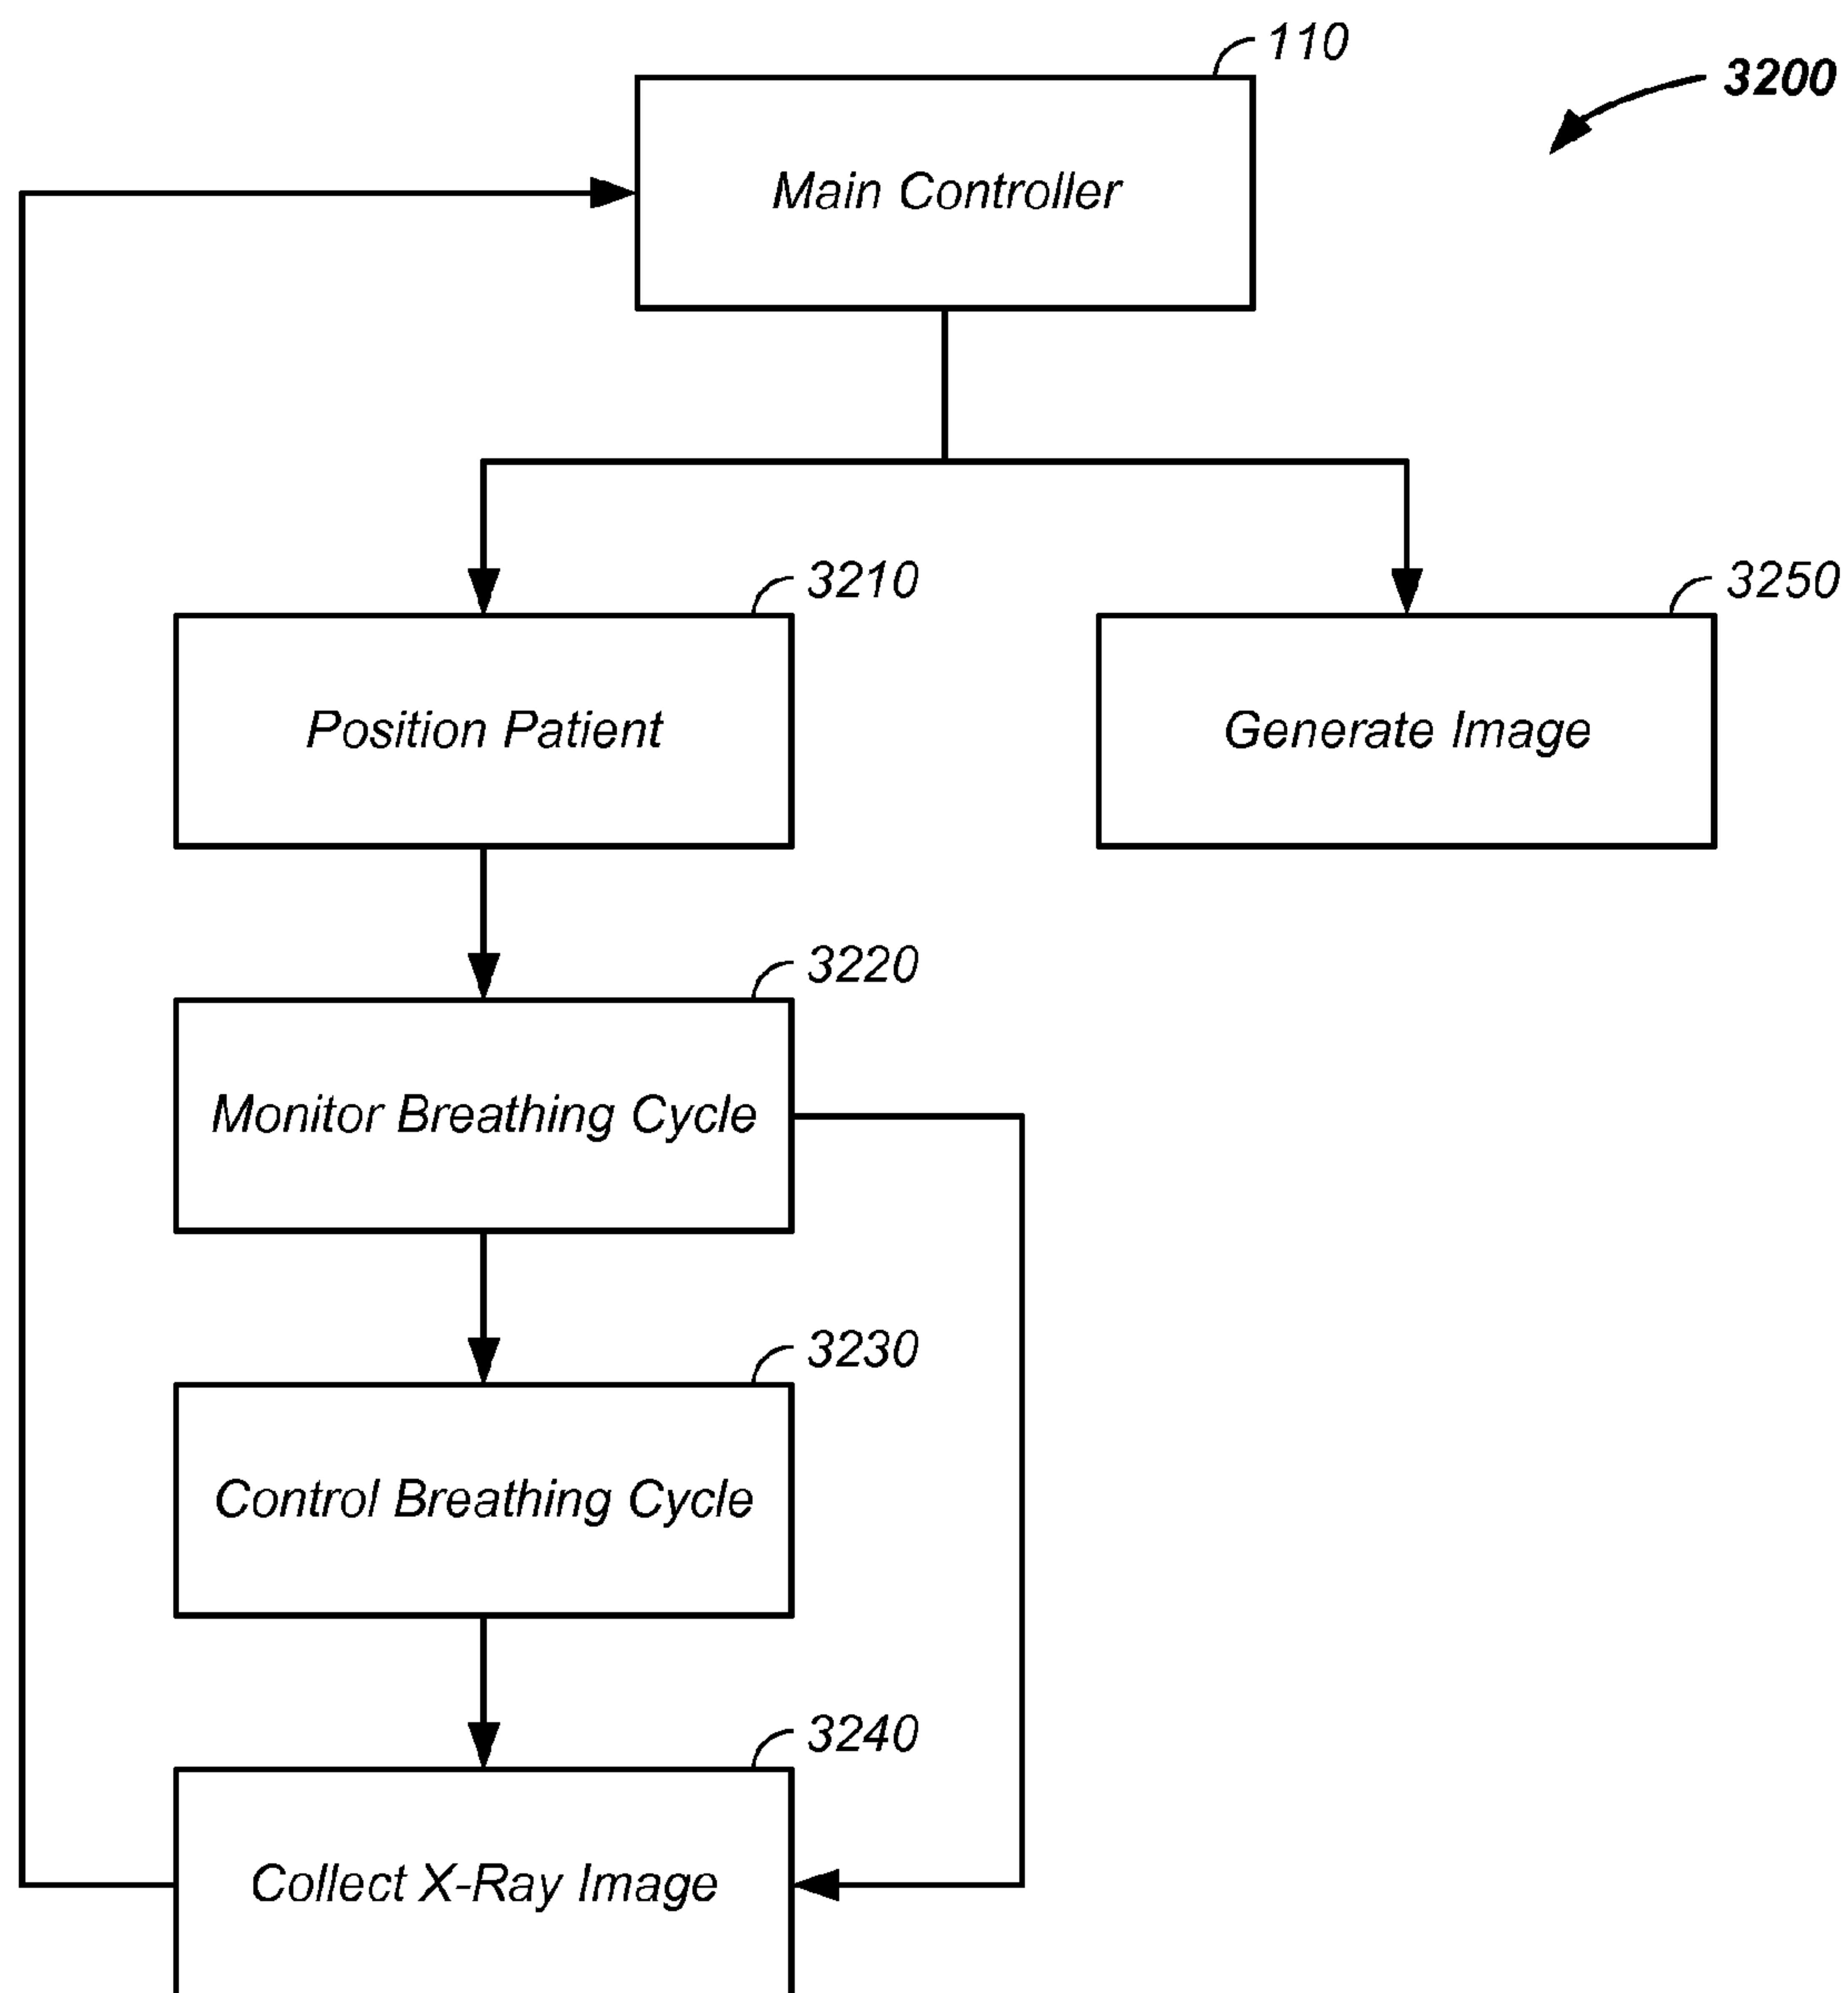 110
3200
Main Controller
3210
3250
Position Patient
Generate Image
3220
Monitor Breathing Cycle
3230
Control Breathing Cycle
3240
Collect X-Ray Image